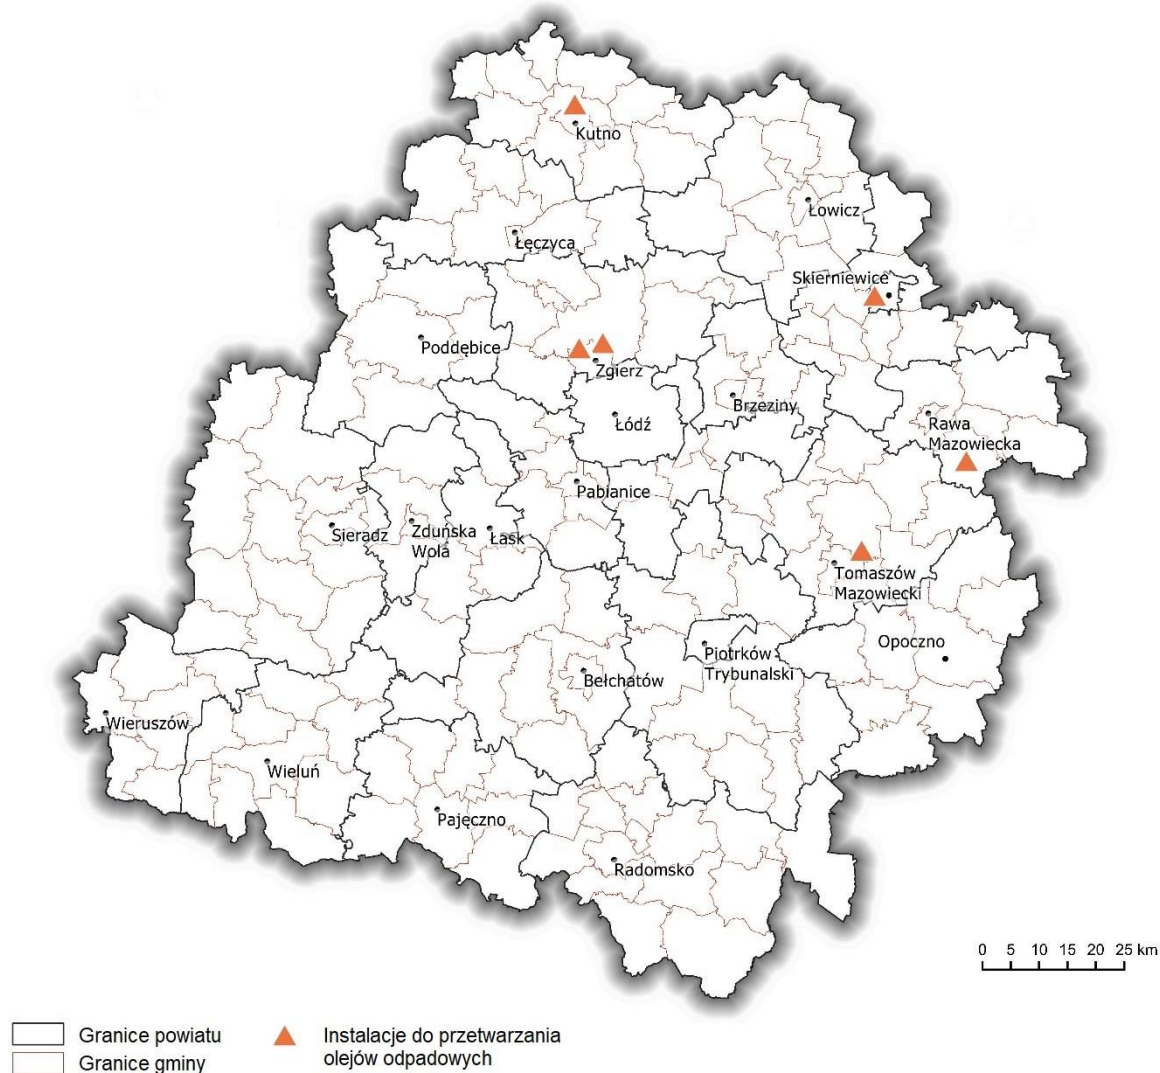 Kutno
Łowicz
Łęczyca
Skierniewice
Poddębice
Zgierz
Brzeziny
Łódź
Rawa
Mazowiecka
Pabianice
Sieradz
Zduńska
Wola
Łask
Tomaszów
Mazowiecki
Opoczno
Piotrków
Trybunalski
Bełchatów
Wieruszów
Wieluń
Pajęczno
Radomsko
0 5 10 15 20 25 km
Granice powiatu
Granice gminy
Instalacje do przetwarzania
olejów odpadowych